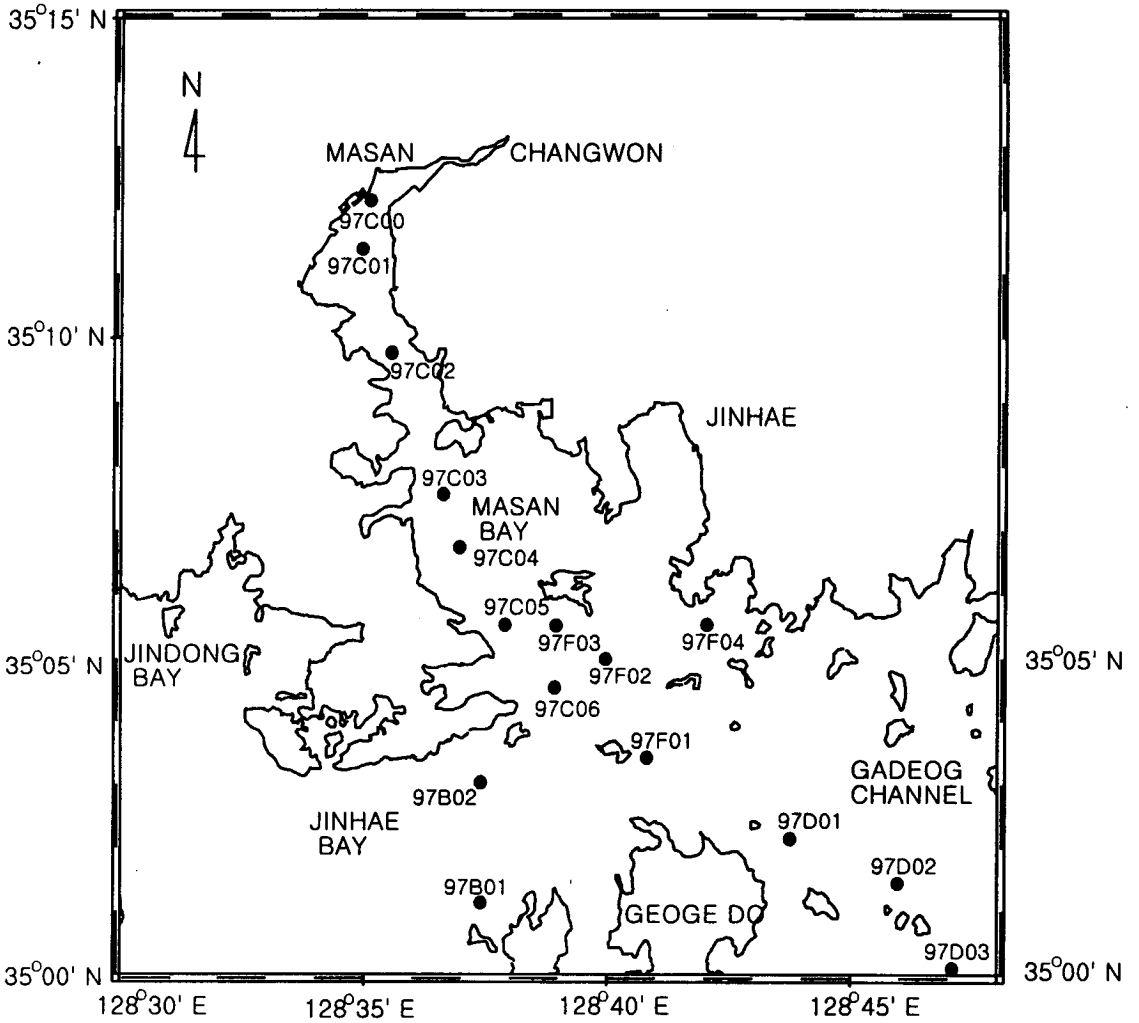 35°15' N
N
MASAN
CHANGWON
97C00
97C01
35°10' N
97C02
JINHAE
97C03
MASAN
BAY
97C04
97C05
97F03
97F04
JINDONG
BAY
35°05' N
35°05' N
97F02
97C06
97F01
GADEOG
CHANNEL
97B02
JINHAE
BAY
97D01
97D02
97B01
GEOGE DO
97D03
35°00' N
35°00' N
128°30' E
128°35' E
128°40' E
128°45' E